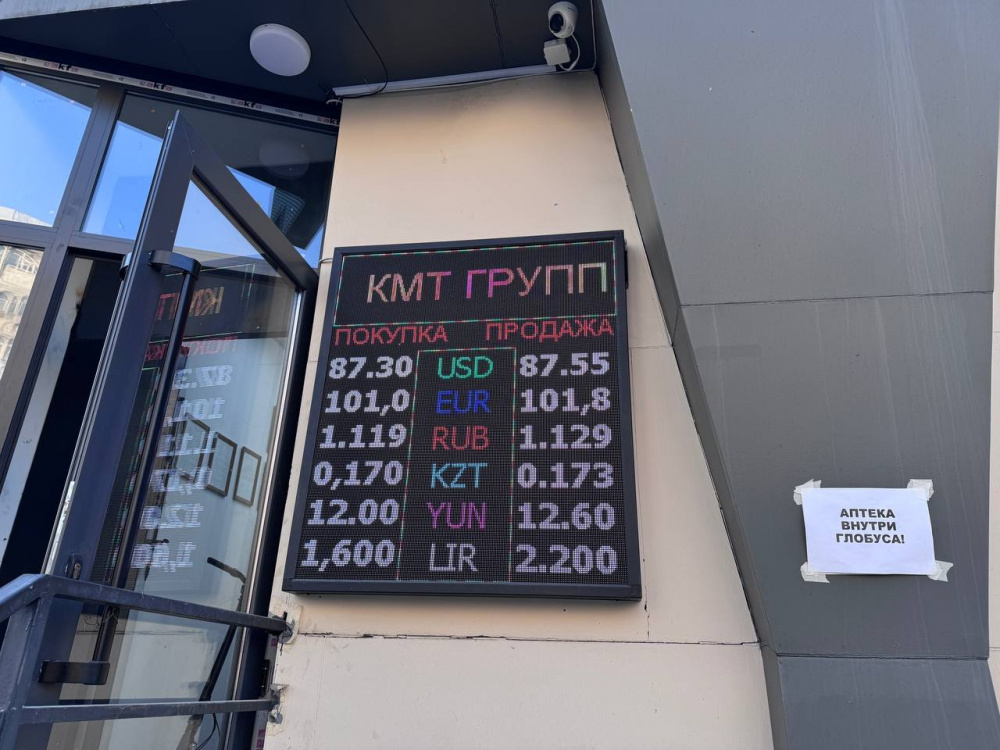 КМТ ГРУПП
ПОКУПКА ПРОДАЖА
87.30 USD 87.55
101,0 EUR 101,8
1.119 RUB 1.129
0,170 KZT 0.173
12.00 YUN 12.60
1,600 LIR 2.200
АПТЕКА
ВНУТРИ
ГЛОБУСА!